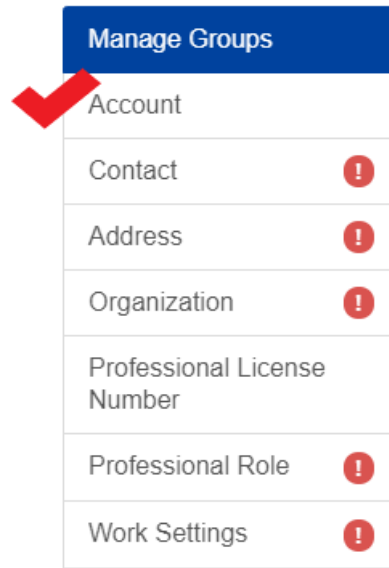 Manage Groups
Account
Contact !
Address !
Organization !
Professional License
Number
Professional Role !
Work Settings !